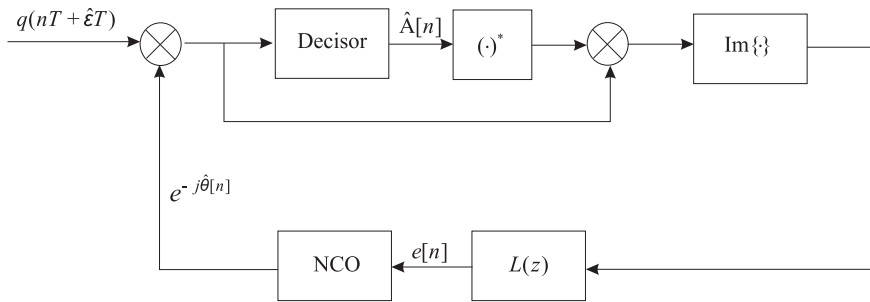 q(nT + ε̂T)
Decisor
Â[n]
(·)*
Im{·}
e^{- jθ̂[n]}
NCO
e[n]
L(z)